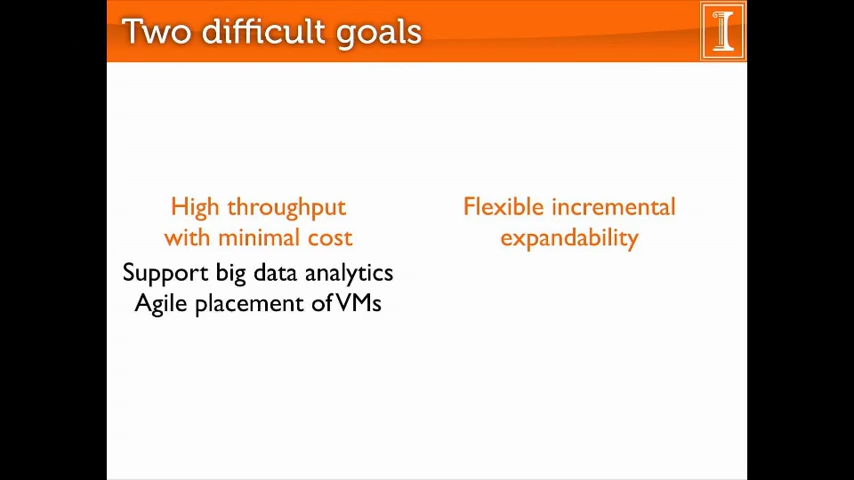 Two difficult goals
High throughput
with minimal cost
Support big data analytics
Agile placement of VMs
Flexible incremental
expandability